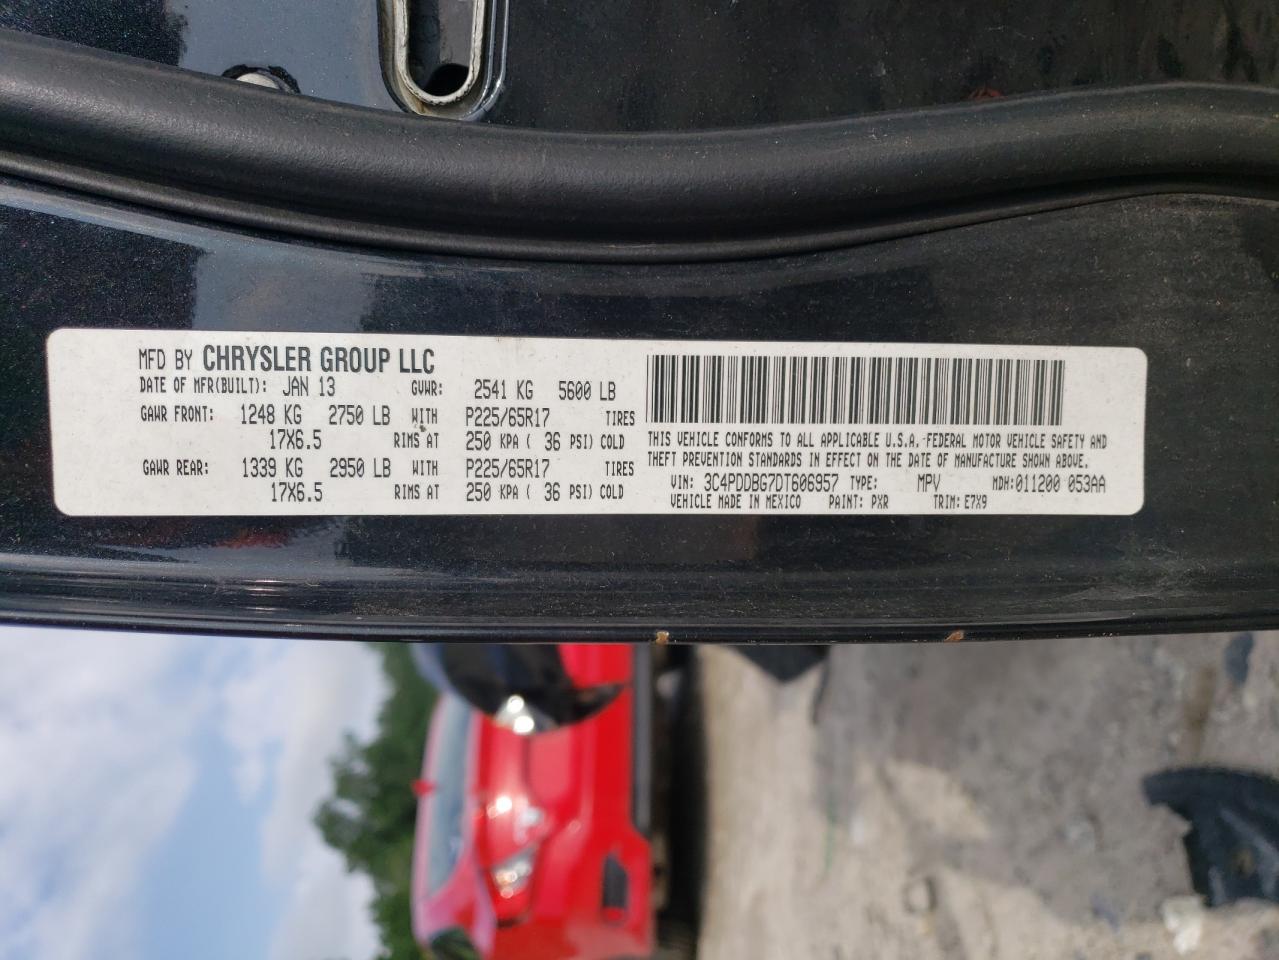 MFD BY CHRYSLER GROUP LLC
DATE OF MFR(BUILT): JAN 13 GVWR: 2541 KG 5600 LB
GAWR FRONT: 1248 KG 2750 LB WITH P225/65R17 TIRES
17X6.5 RIMS AT 250 KPA ( 36 PSI) COLD
GAWR REAR: 1339 KG 2950 LB WITH P225/65R17 TIRES
17X6.5 RIMS AT 250 KPA ( 36 PSI) COLD
THIS VEHICLE CONFORMS TO ALL APPLICABLE U.S.A.-FEDERAL MOTOR VEHICLE SAFETY AND
THEFT PREVENTION STANDARDS IN EFFECT ON THE DATE OF MANUFACTURE SHOWN ABOVE.
VIN: 3C4PDDBG7DT606957 TYPE: MPV MDH:011200 053AA
VEHICLE MADE IN MEXICO PAINT: PXR TRIM: E7X9